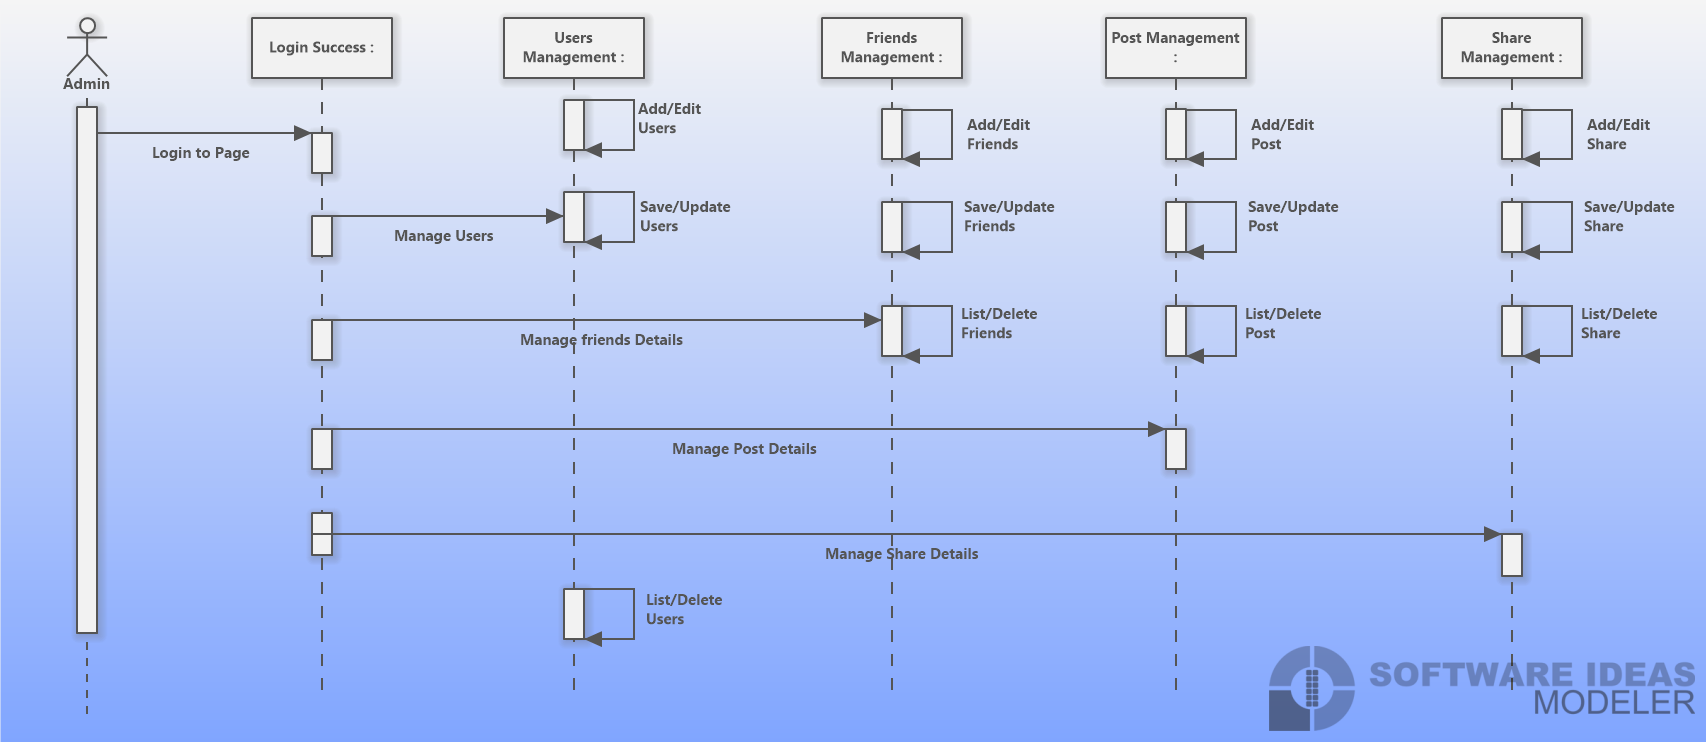 Admin
Login Success :
Users
Management :
Friends
Management :
Post Management
:
Share
Management :
Add/Edit
Users
Add/Edit
Friends
Add/Edit
Post
Add/Edit
Share
Login to Page
Save/Update
Users
Save/Update
Friends
Save/Update
Post
Save/Update
Share
Manage Users
List/Delete
Friends
List/Delete
Post
List/Delete
Share
Manage friends Details
Manage Post Details
Manage Share Details
List/Delete
Users
SOFTWARE IDEAS
MODELER